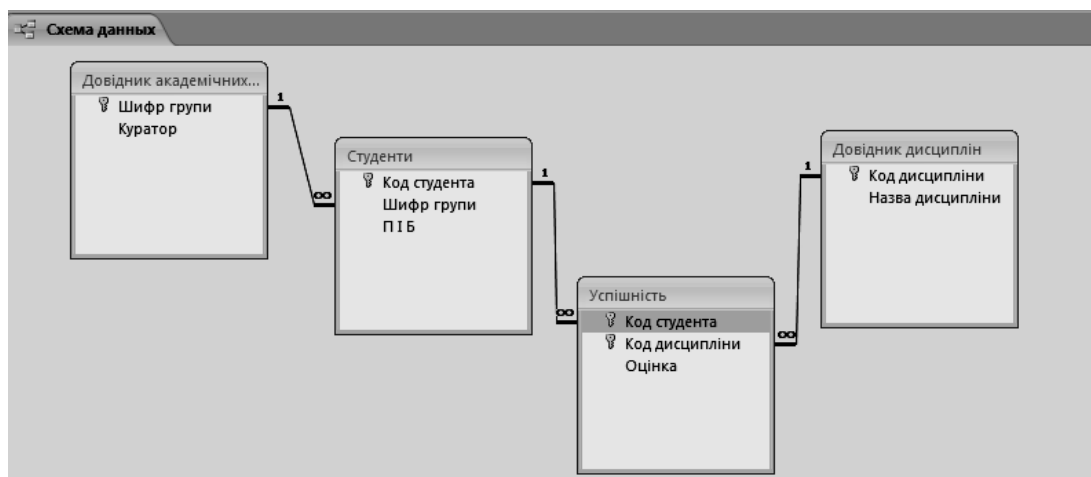 Схема данных
Довідник академічних...
Шифр групи
Куратор
1
∞
Студенти
Код студента
Шифр групи
П І Б
1
∞
Успішність
Код студента
Код дисципліни
Оцінка
1
∞
Довідник дисциплін
Код дисципліни
Назва дисципліни